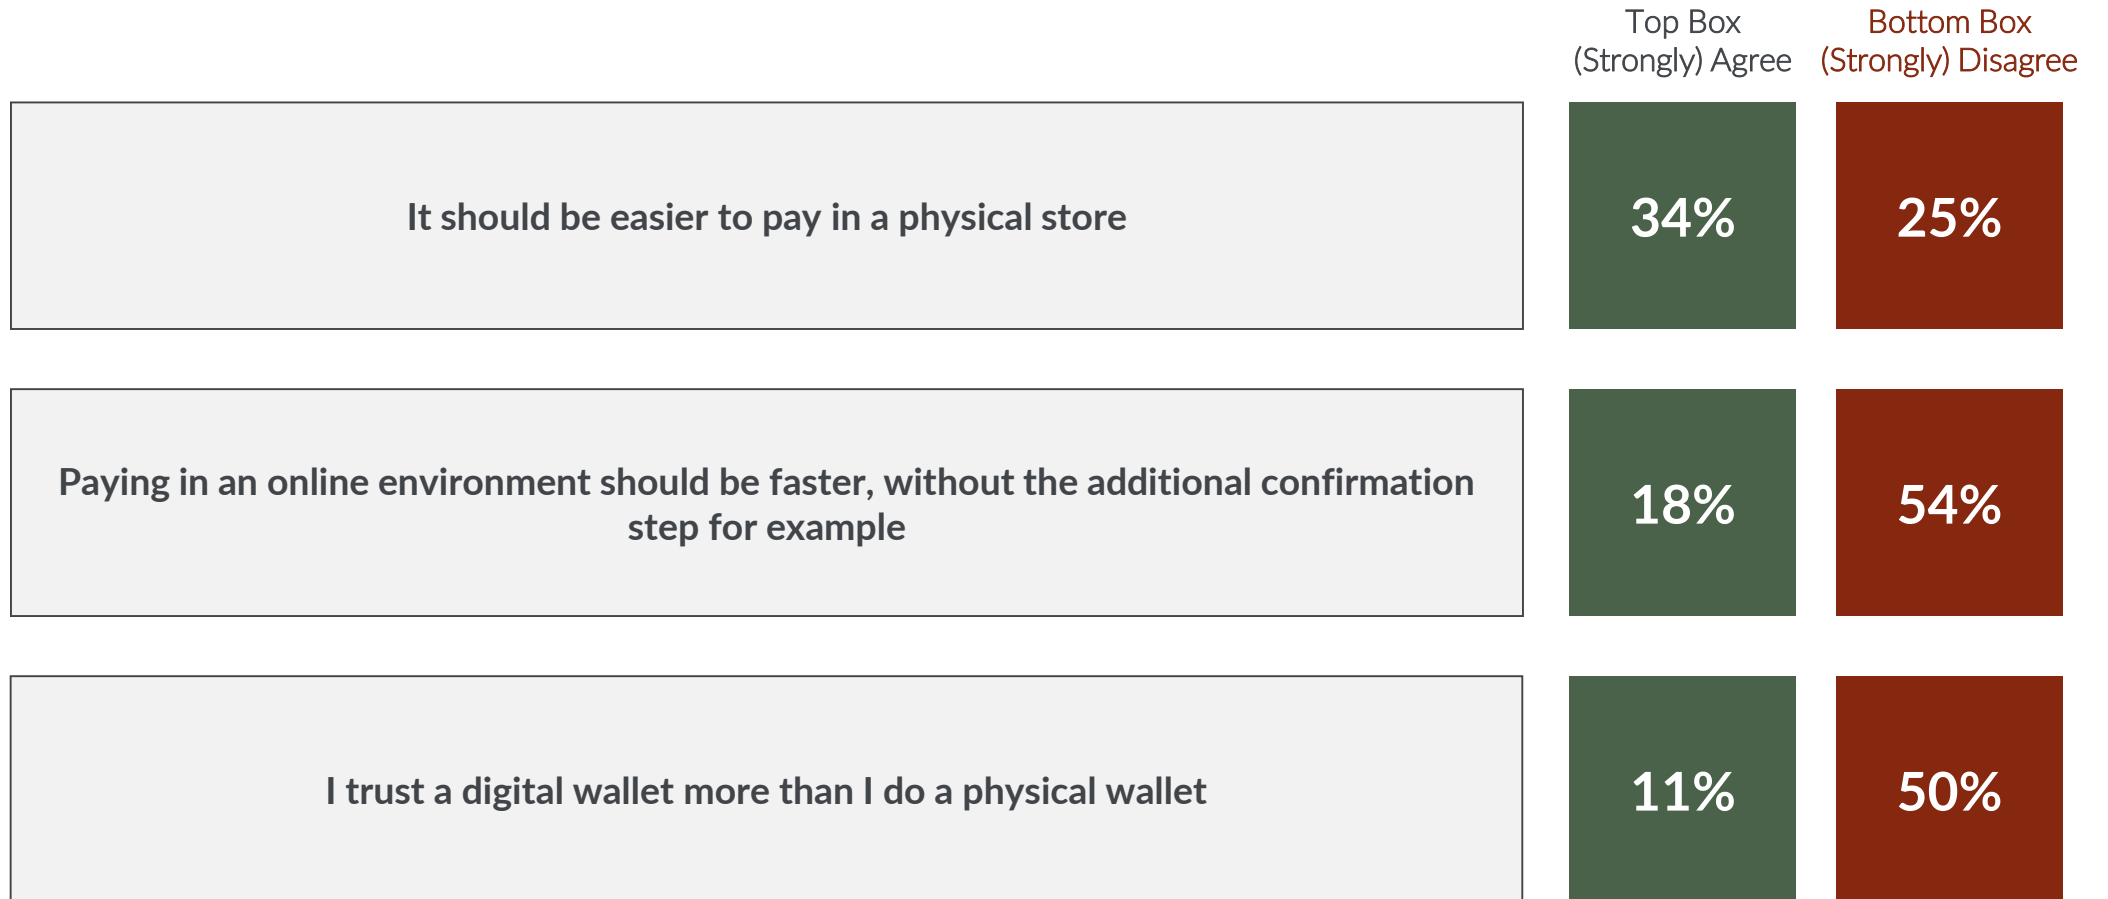 Top Box
(Strongly) Agree
Bottom Box
(Strongly) Disagree
It should be easier to pay in a physical store
34%
25%
Paying in an online environment should be faster, without the additional confirmation
step for example
18%
54%
I trust a digital wallet more than I do a physical wallet
11%
50%